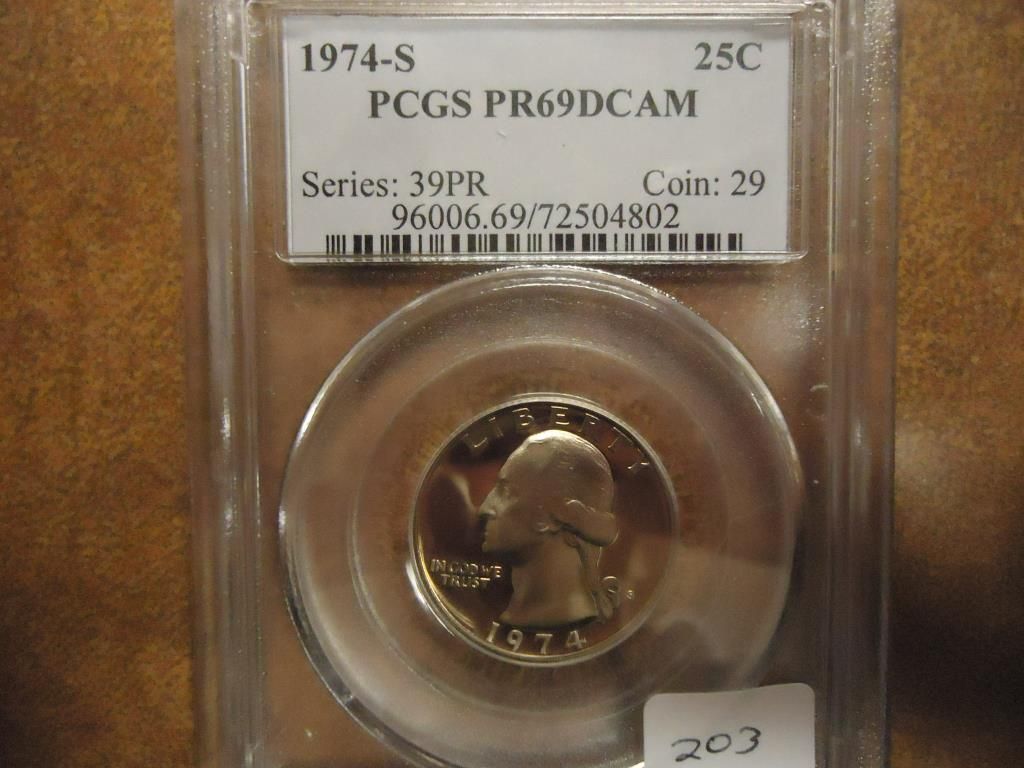 1974-S 25C
PCGS PR69DCAM
Series: 39PR Coin: 29
96006.69/72504802
LIBERTY
IN GOD WE
TRUST
S
1974
203